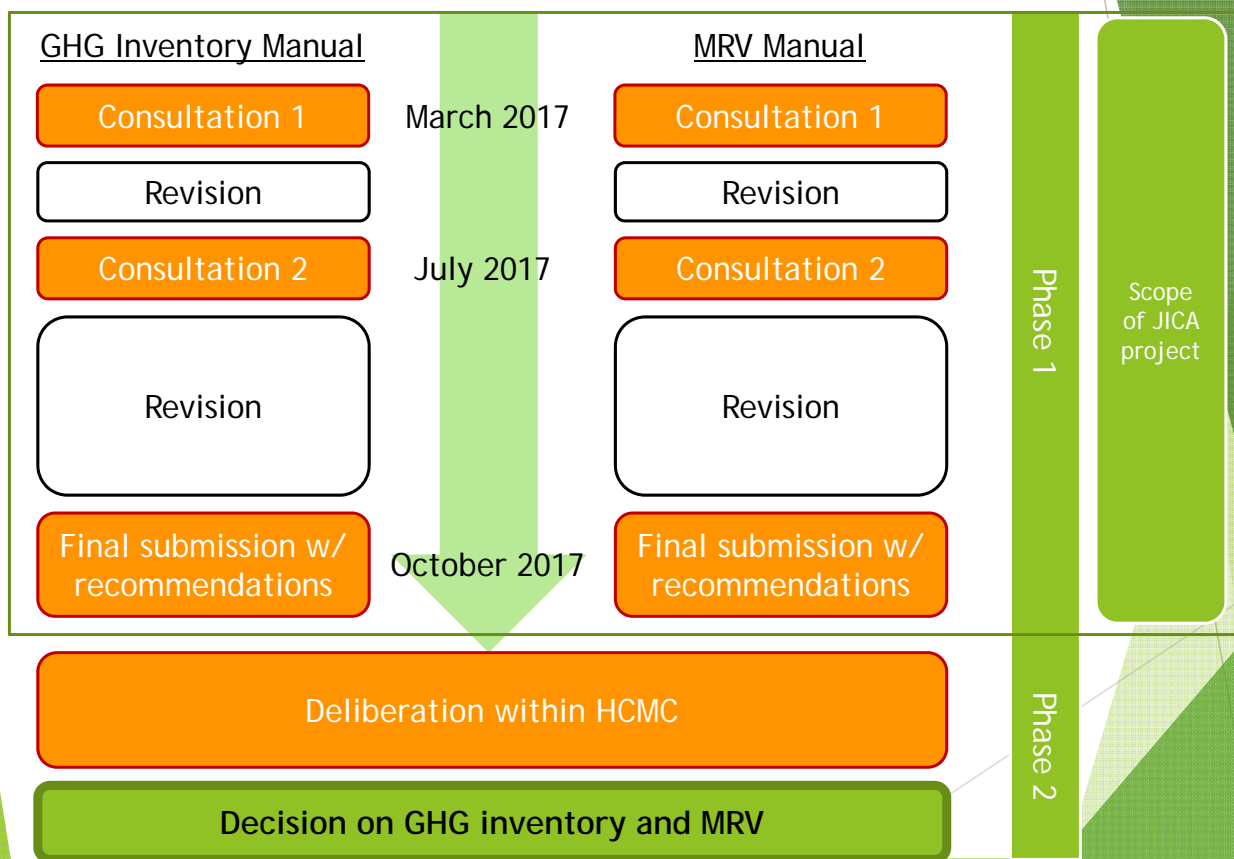 GHG Inventory Manual
MRV Manual
Consultation 1
March 2017
Consultation 1
Revision
Revision
Consultation 2
July 2017
Consultation 2
Revision
Revision
Final submission w/
recommendations
October 2017
Final submission w/
recommendations
Phase 1
Scope
of JICA
project
Deliberation within HCMC
Phase 2
Decision on GHG inventory and MRV